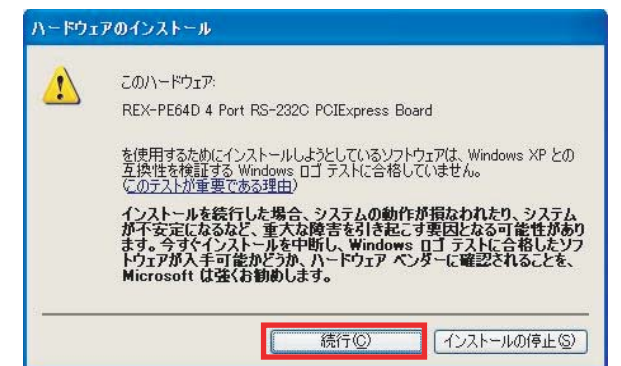 ハードウェアのインストール
このハードウェア:
REX-PE64D 4 Port RS-232C PCIExpress Board
を使用するためにインストールしようとしているソフトウェアは、Windows XP との
互換性を検証する Windows ロゴ テストに合格していません。
(このテストが重要である理由)
インストールを続行した場合、システムの動作が損なわれたり、システム
が不安定になるなど、重大な障害を引き起こす要因となる可能性があり
ます。今すぐインストールを中断し、Windows ロゴ テストに合格したソフ
トウェアが入手可能かどうか、ハードウェア ベンダーに確認されることを、
Microsoft は強くお勧めします。
続行(C) インストールの停止(S)